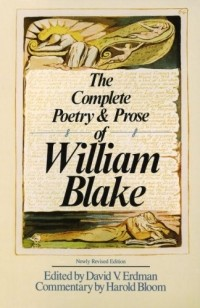 The
Complete
Poetry & Prose
of
William
Blake
Newly Revised Edition
Edited by David V. Erdman
Commentary by Harold Bloom